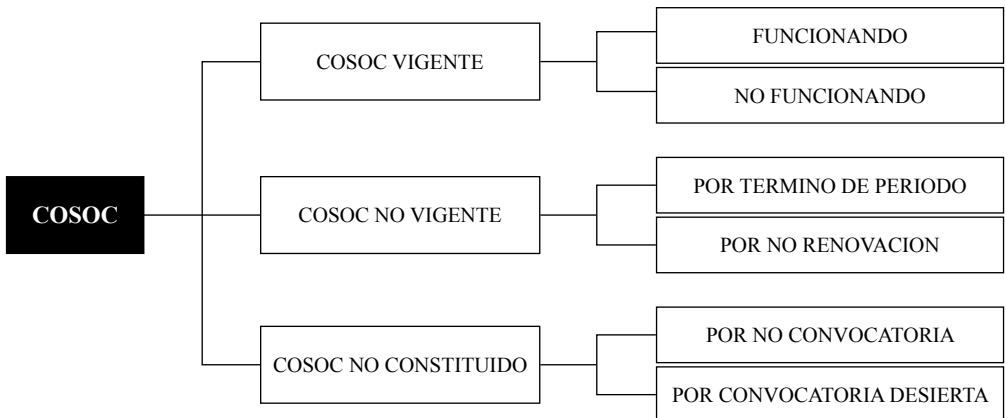 COSOC
COSOC VIGENTE
FUNCIONANDO
NO FUNCIONANDO
COSOC NO VIGENTE
POR TERMINO DE PERIODO
POR NO RENOVACION
COSOC NO CONSTITUIDO
POR NO CONVOCATORIA
POR CONVOCATORIA DESIERTA